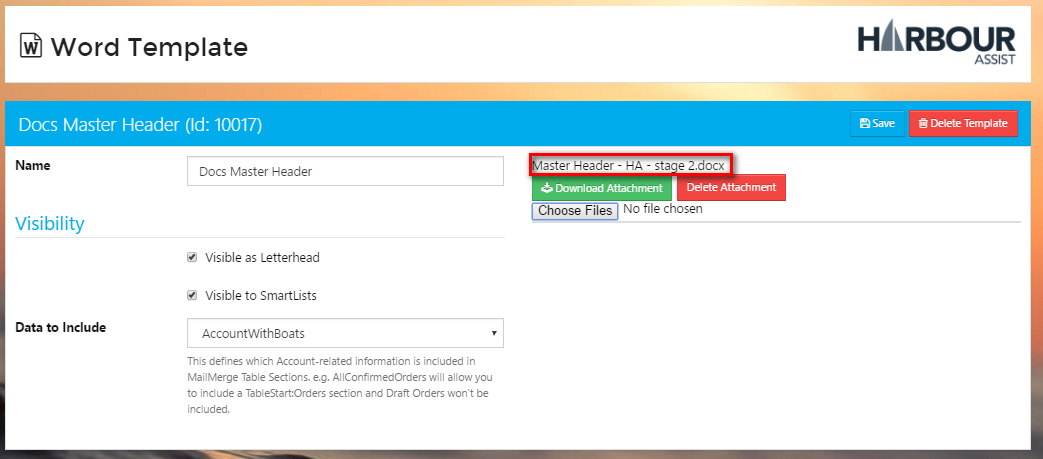 Word Template
HARBOUR
ASSIST
Docs Master Header (Id: 10017)
Save
Delete Template
Name
Docs Master Header
Master Header - HA - stage 2.docx
Download Attachment
Delete Attachment
Choose Files No file chosen
Visibility
Visible as Letterhead
Visible to SmartLists
Data to Include
AccountWithBoats
This defines which Account-related information is included in
MailMerge Table Sections. e.g. AllConfirmedOrders will allow you
to include a TableStart:Orders section and Draft Orders won't be
included.